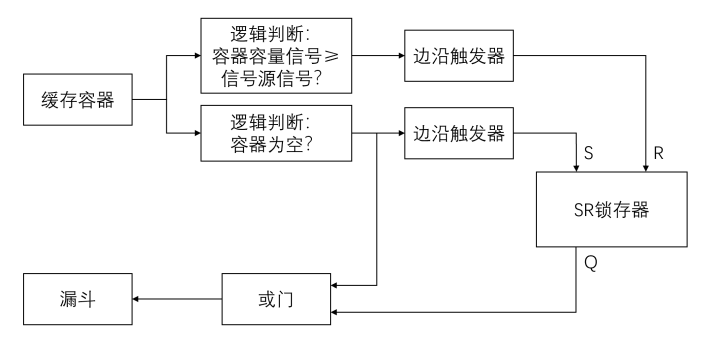 逻辑判断:
容器容量信号≥
信号源信号?
边沿触发器
缓存容器
逻辑判断:
容器为空?
边沿触发器
S
R
SR锁存器
Q
漏斗
或门